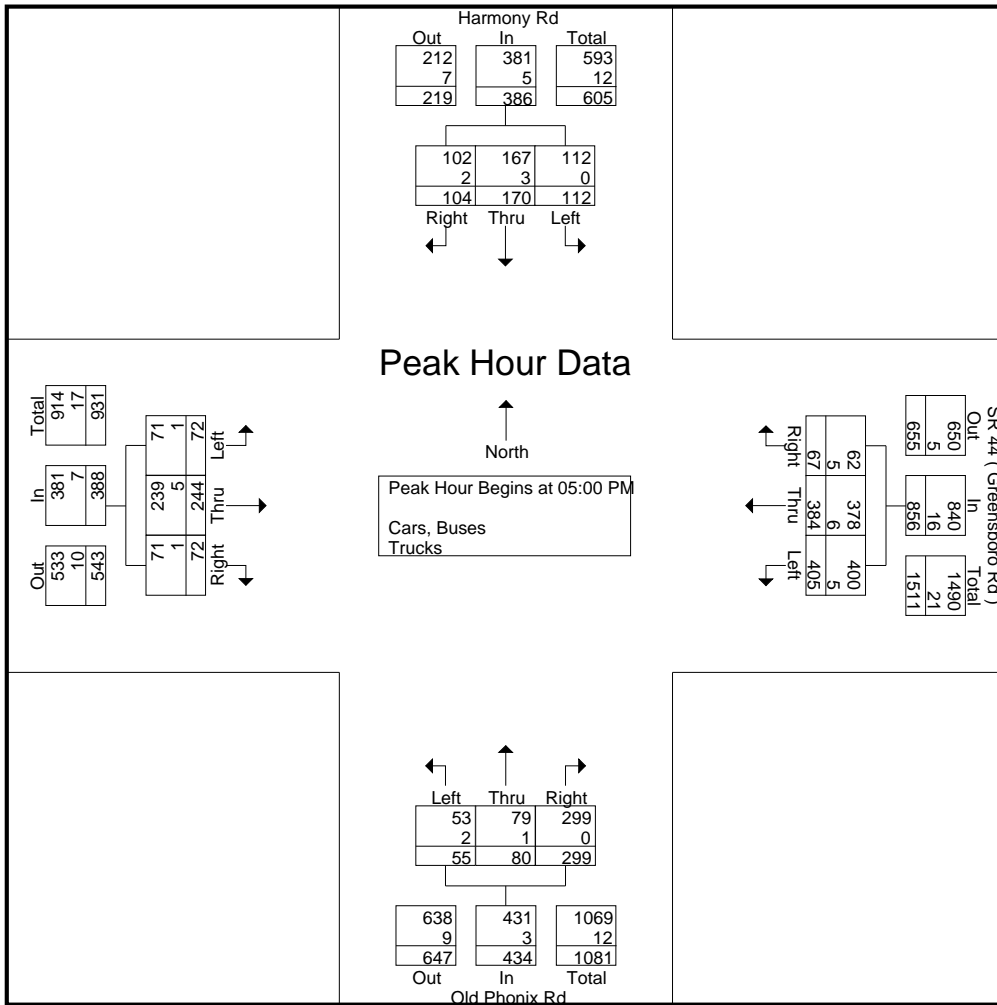 Harmony Rd
Out In Total
212 381 593
7 5 12
219 386 605
102 167 112
2 3 0
104 170 112
Right Thru Left
Peak Hour Data
North
Peak Hour Begins at 05:00 PM
Cars, Buses
Trucks
Total
914
17
931
In
381
7
388
Out
533
10
543
71
1
72
Left
239
5
244
Thru
71
1
72
Right
SR 44 ( Greensboro Rd )
Out
650
5
655
In
840
16
856
Total
1490
21
1511
Right
62
5
67
Thru
378
6
384
Left
400
5
405
Left Thru Right
53 79 299
2 1 0
55 80 299
638 431 1069
9 3 12
647 434 1081
Out In Total
Old Phonix Rd